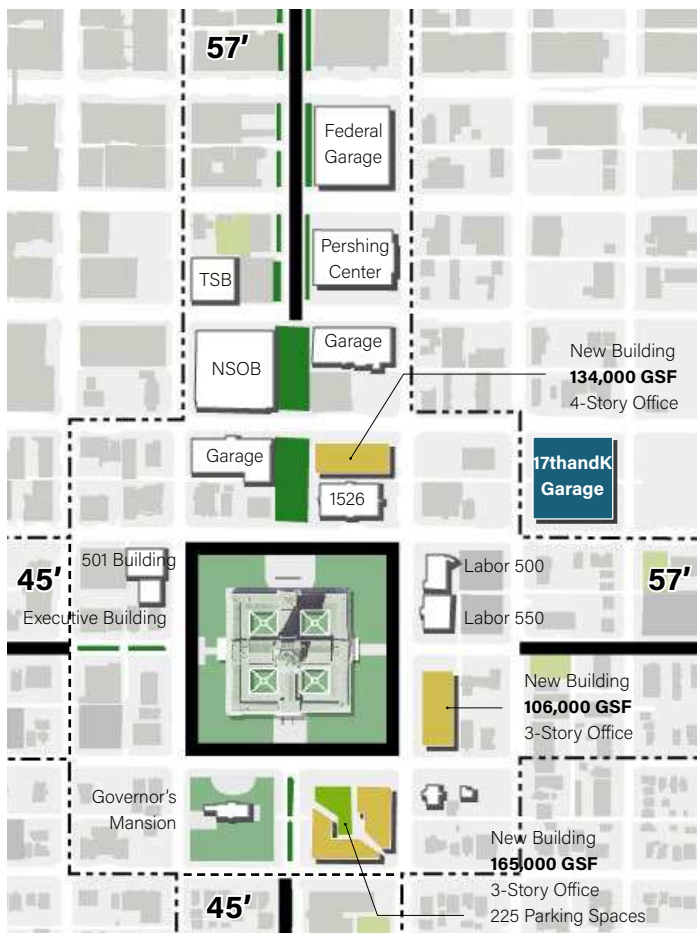 57′
Federal
Garage
Pershing
Center
TSB
Garage
NSOB
New Building
134,000 GSF
4-Story Office
Garage
17thandK
Garage
1526
501 Building
45′
Executive Building
Labor 500
57′
Labor 550
New Building
106,000 GSF
3-Story Office
Governor's
Mansion
New Building
165,000 GSF
3-Story Office
225 Parking Spaces
45′